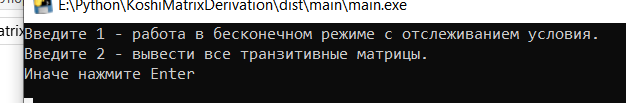 E:\Python\KoshiMatrixDerivation\dist\main\main.exe
atrix
Введите 1 - работа в бесконечном режиме с отслеживанием условия.
Введите 2 - вывести все транзитивные матрицы.
Иначе нажмите Enter